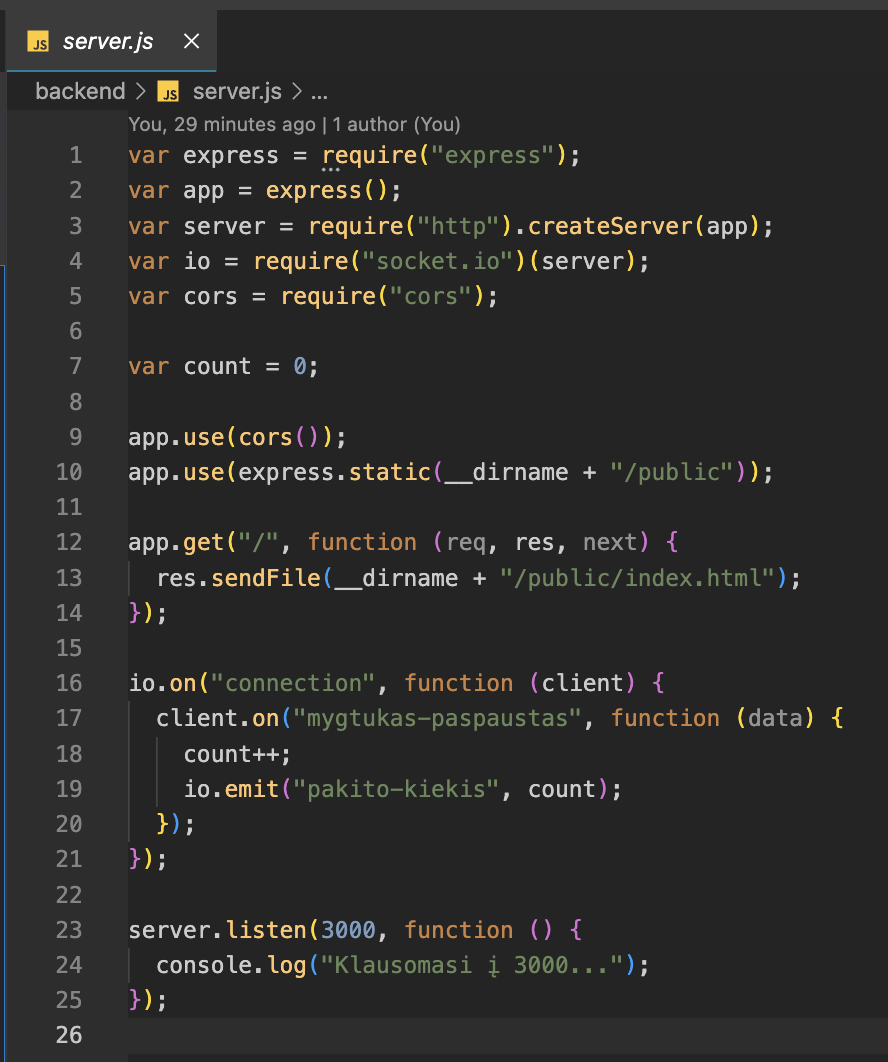 JS server.js ×
backend > JS server.js > ...
You, 29 minutes ago | 1 author (You)
1 var express = require("express");
2 var app = express();
3 var server = require("http").createServer(app);
4 var io = require("socket.io")(server);
5 var cors = require("cors");
6
7 var count = 0;
8
9 app.use(cors());
10 app.use(express.static(__dirname + "/public"));
11
12 app.get("/", function (req, res, next) {
13   res.sendFile(__dirname + "/public/index.html");
14 });
15
16 io.on("connection", function (client) {
17   client.on("mygtukas-paspaustas", function (data) {
18     count++;
19     io.emit("pakito-kiekis", count);
20   });
21 });
22
23 server.listen(3000, function () {
24   console.log("Klausomasi į 3000...");
25 });
26